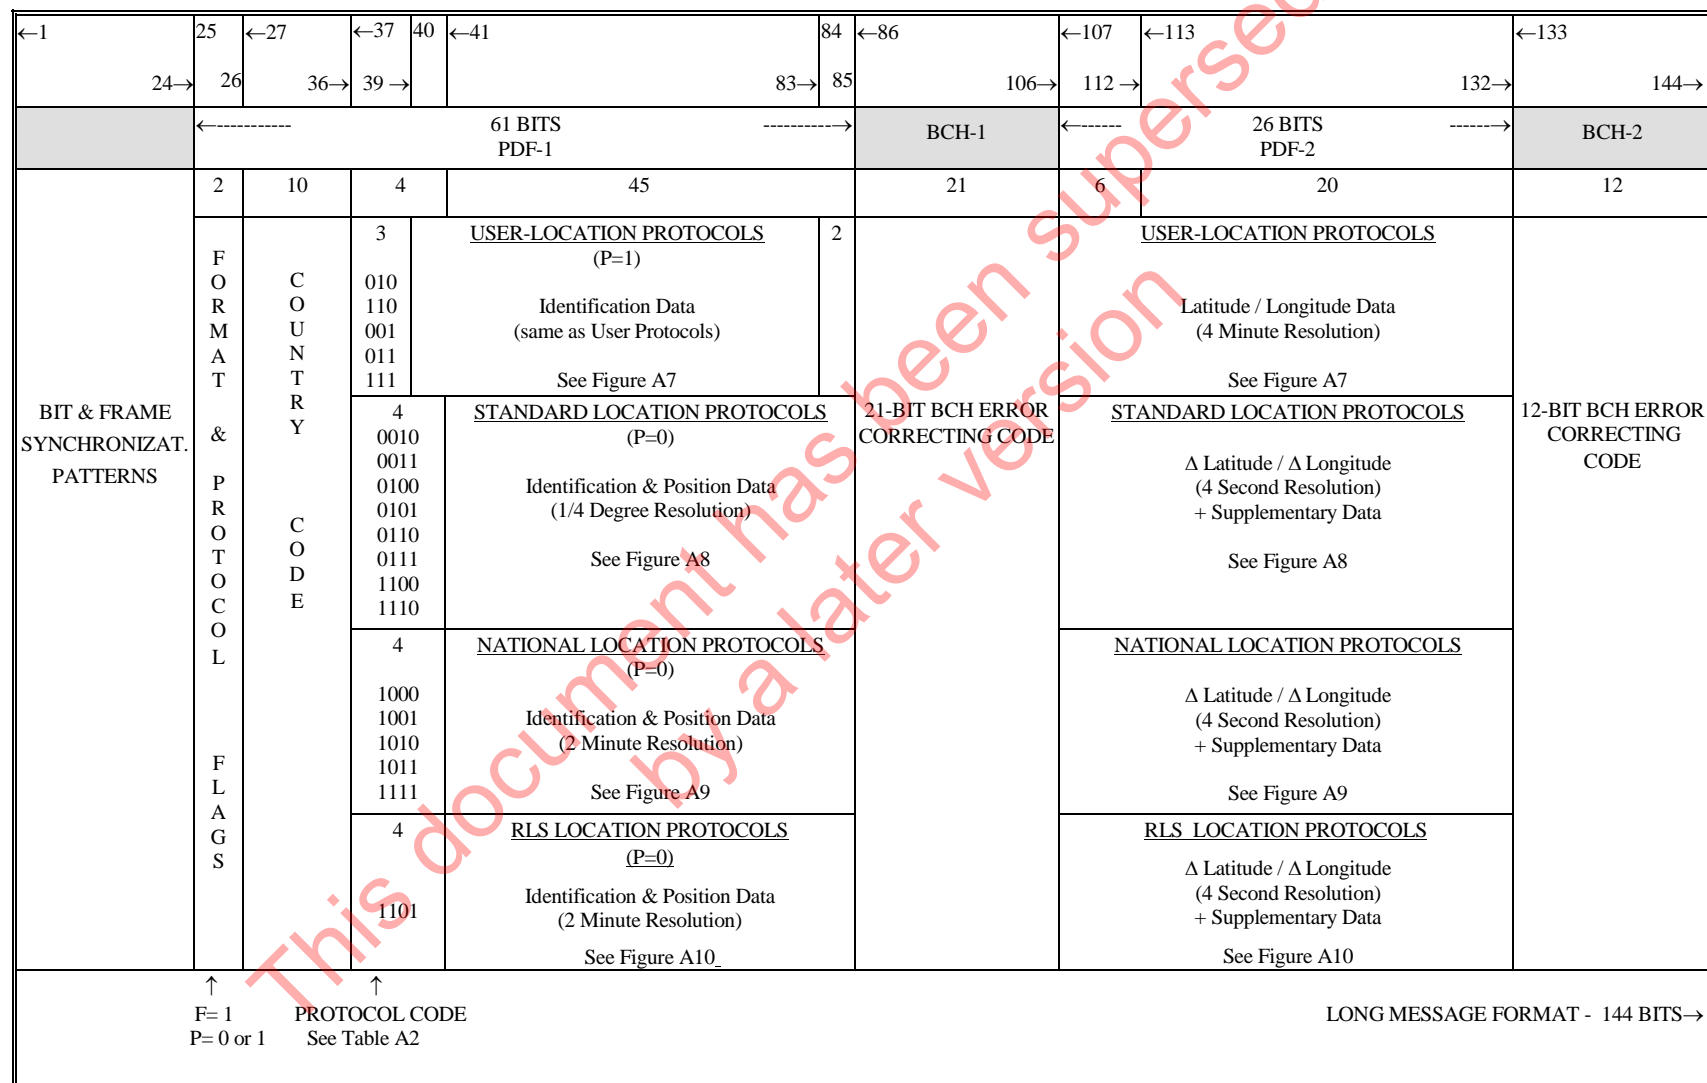 ←1 25 ←27 ←37 40 ←41 84 ←86 ←107 ←113 ←133
24→ 26 36→ 39 → 83→ 85 106→ 112 → 132→ 144→
←----------- 61 BITS -----------→
PDF-1
BCH-1
←------ 26 BITS ------→
PDF-2
BCH-2
2 10 4 45 21 6 20 12
BIT & FRAME
SYNCHRONIZAT.
PATTERNS
F
O
R
M
A
T
&
P
R
O
T
O
C
O
L
F
L
A
G
S
C
O
U
N
T
R
Y
C
O
D
E
3
010
110
001
011
111
USER-LOCATION PROTOCOLS
(P=1)
Identification Data
(same as User Protocols)
See Figure A7
2
4
0010
0011
0100
0101
0110
0111
1100
1110
STANDARD LOCATION PROTOCOLS
(P=0)
Identification & Position Data
(1/4 Degree Resolution)
See Figure A8
4
1000
1001
1010
1011
1111
NATIONAL LOCATION PROTOCOLS
(P=0)
Identification & Position Data
(2 Minute Resolution)
See Figure A9
4
1101
RLS LOCATION PROTOCOLS
(P=0)
Identification & Position Data
(2 Minute Resolution)
See Figure A10
21-BIT BCH ERROR
CORRECTING CODE
USER-LOCATION PROTOCOLS
Latitude / Longitude Data
(4 Minute Resolution)
See Figure A7
STANDARD LOCATION PROTOCOLS
Δ Latitude / Δ Longitude
(4 Second Resolution)
+ Supplementary Data
See Figure A8
NATIONAL LOCATION PROTOCOLS
Δ Latitude / Δ Longitude
(4 Second Resolution)
+ Supplementary Data
See Figure A9
RLS LOCATION PROTOCOLS
Δ Latitude / Δ Longitude
(4 Second Resolution)
+ Supplementary Data
See Figure A10
12-BIT BCH ERROR
CORRECTING
CODE
↑ ↑
F= 1 PROTOCOL CODE LONG MESSAGE FORMAT - 144 BITS→
P= 0 or 1 See Table A2
This document has been supersed
by a later version